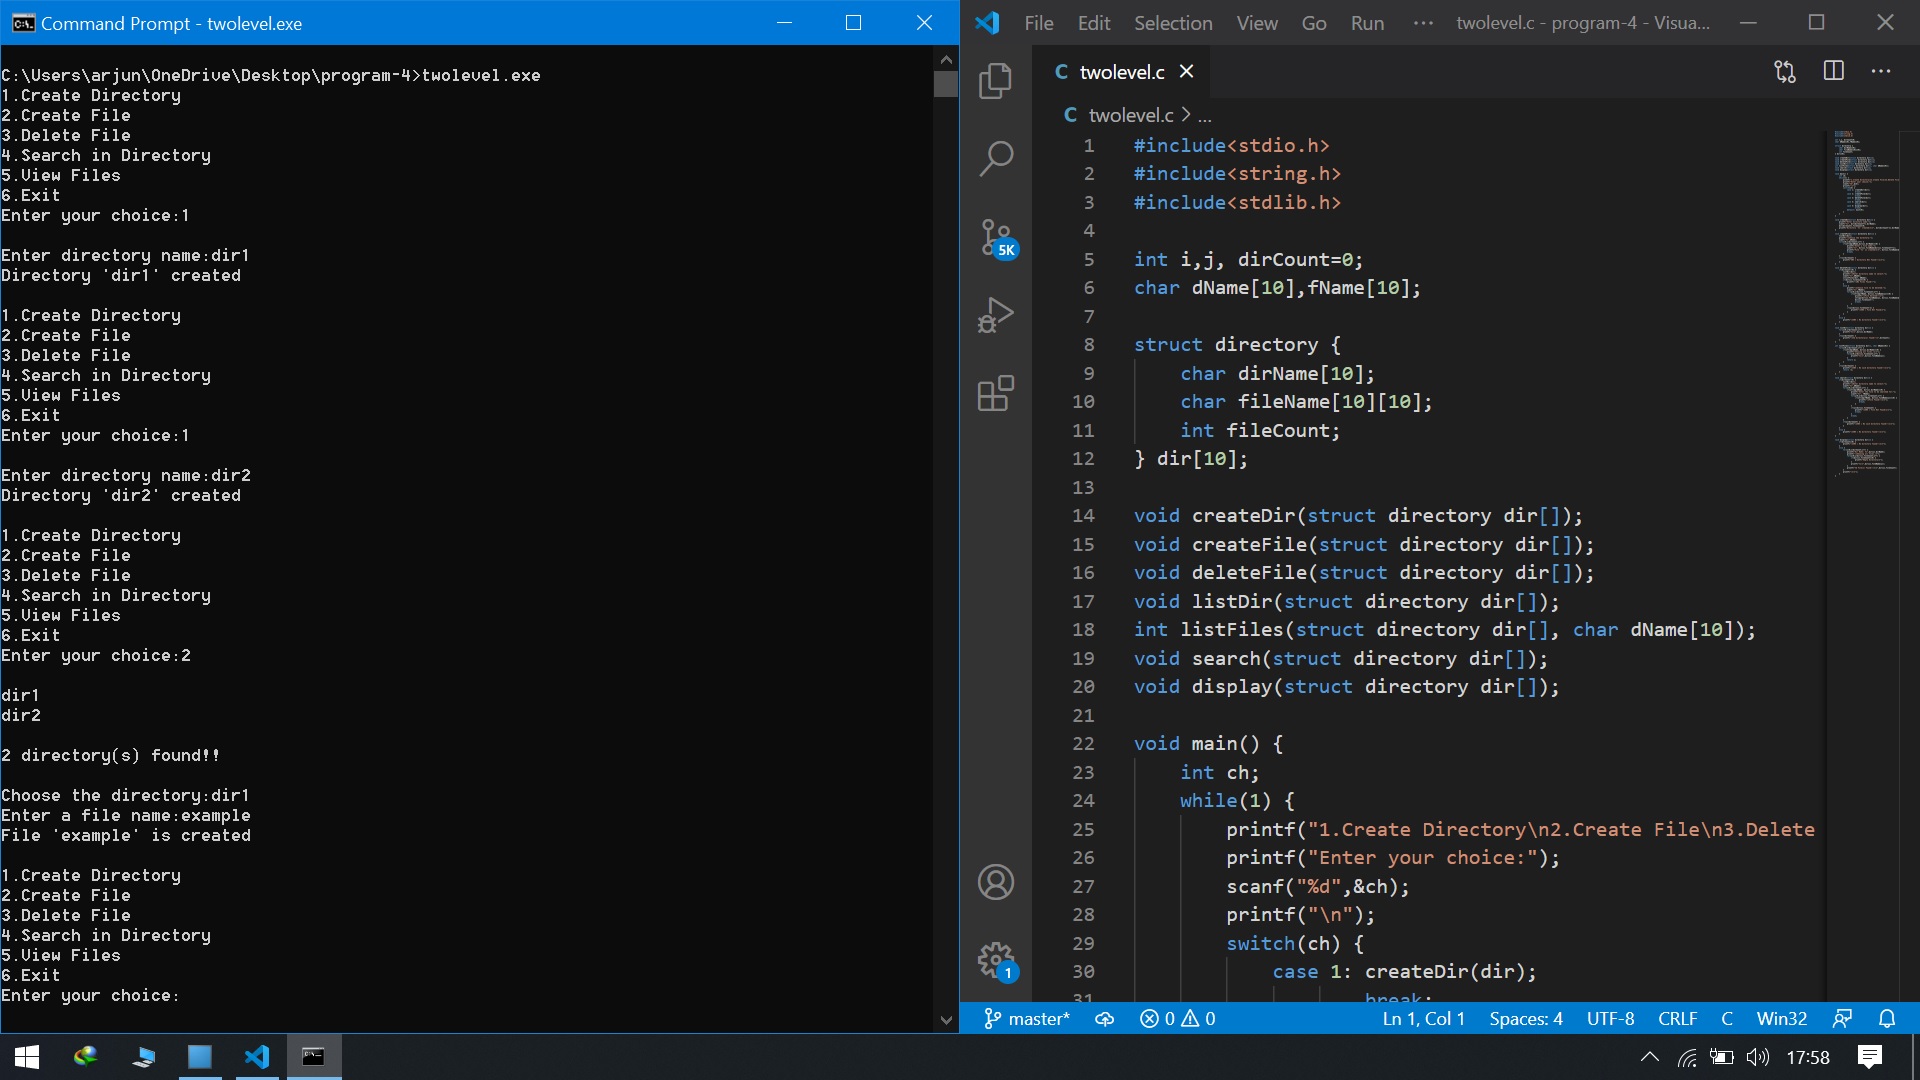 Command Prompt - twolevel.exe
C:\Users\arjun\OneDrive\Desktop\program-4>twolevel.exe
1.Create Directory
2.Create File
3.Delete File
4.Search in Directory
5.View Files
6.Exit
Enter your choice:1
Enter directory name:dir1
Directory 'dir1' created
1.Create Directory
2.Create File
3.Delete File
4.Search in Directory
5.View Files
6.Exit
Enter your choice:1
Enter directory name:dir2
Directory 'dir2' created
1.Create Directory
2.Create File
3.Delete File
4.Search in Directory
5.View Files
6.Exit
Enter your choice:2
dir1
dir2
2 directory(s) found!!
Choose the directory:dir1
Enter a file name:example
File 'example' is created
1.Create Directory
2.Create File
3.Delete File
4.Search in Directory
5.View Files
6.Exit
Enter your choice:
File Edit Selection View Go Run ··· twolevel.c - program-4 - Visua...
C twolevel.c
C twolevel.c > ...
5K
1
1 #include<stdio.h>
2 #include<string.h>
3 #include<stdlib.h>
4
5 int i,j, dirCount=0;
6 char dName[10],fName[10];
7
8 struct directory {
9 char dirName[10];
10 char fileName[10][10];
11 int fileCount;
12 } dir[10];
13
14 void createDir(struct directory dir[]);
15 void createFile(struct directory dir[]);
16 void deleteFile(struct directory dir[]);
17 void listDir(struct directory dir[]);
18 int listFiles(struct directory dir[], char dName[10]);
19 void search(struct directory dir[]);
20 void display(struct directory dir[]);
21
22 void main() {
23 int ch;
24 while(1) {
25 printf("1.Create Directory\n2.Create File\n3.Delete
26 printf("Enter your choice:");
27 scanf("%d",&ch);
28 printf("\n");
29 switch(ch) {
30 case 1: createDir(dir);
31 break;
master* 0 0 Ln 1, Col 1 Spaces: 4 UTF-8 CRLF C Win32
17:58